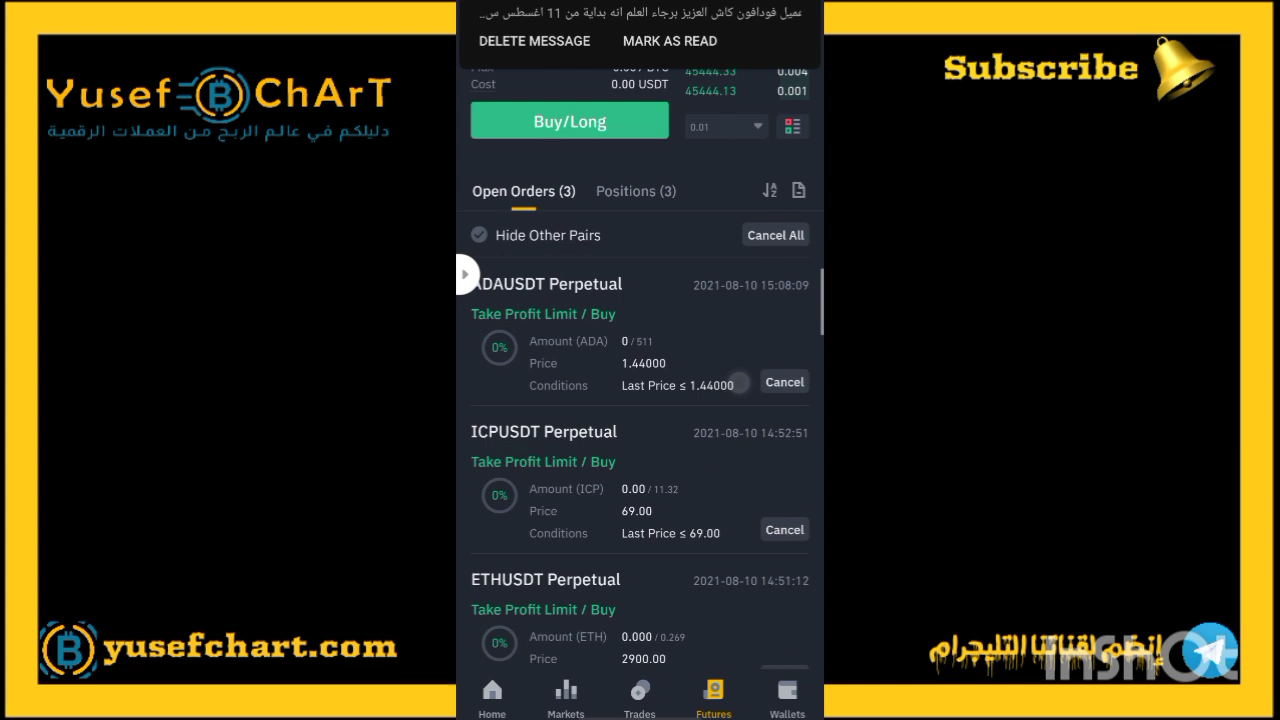 عميل فودافون كاش العزيز برجاء العلم انه بداية من 11 اغسطس س..
DELETE MESSAGE MARK AS READ
Yusef B ChArT
دليلكم في عالم الربح من العملات الرقمية
Subscribe
45444.33 0.004
Cost 0.00 USDT
45444.13 0.001
Buy/Long
0.01
Open Orders (3) Positions (3)
Hide Other Pairs Cancel All
ADAUSDT Perpetual 2021-08-10 15:08:09
Take Profit Limit / Buy
0% Amount (ADA) 0 / 511
Price 1.44000
Conditions Last Price ≤ 1.44000 Cancel
ICPUSDT Perpetual 2021-08-10 14:52:51
Take Profit Limit / Buy
0% Amount (ICP) 0.00 / 11.32
Price 69.00
Conditions Last Price ≤ 69.00 Cancel
ETHUSDT Perpetual 2021-08-10 14:51:12
Take Profit Limit / Buy
0% Amount (ETH) 0.000 / 0.269
Price 2900.00
Home Markets Trades Futures Wallets
B yusefchart.com
إنضم لقناتنا التليجرام
InShOt